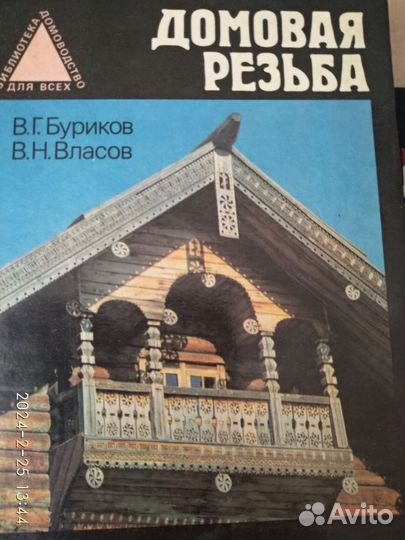 БИБЛИОТЕКА
ДОМОВОДСТВО
ДЛЯ ВСЕХ
ДОМОВАЯ
РЕЗЬБА
В.Г. Буриков
В.Н. Власов
2024-2-25 13:44
Avito